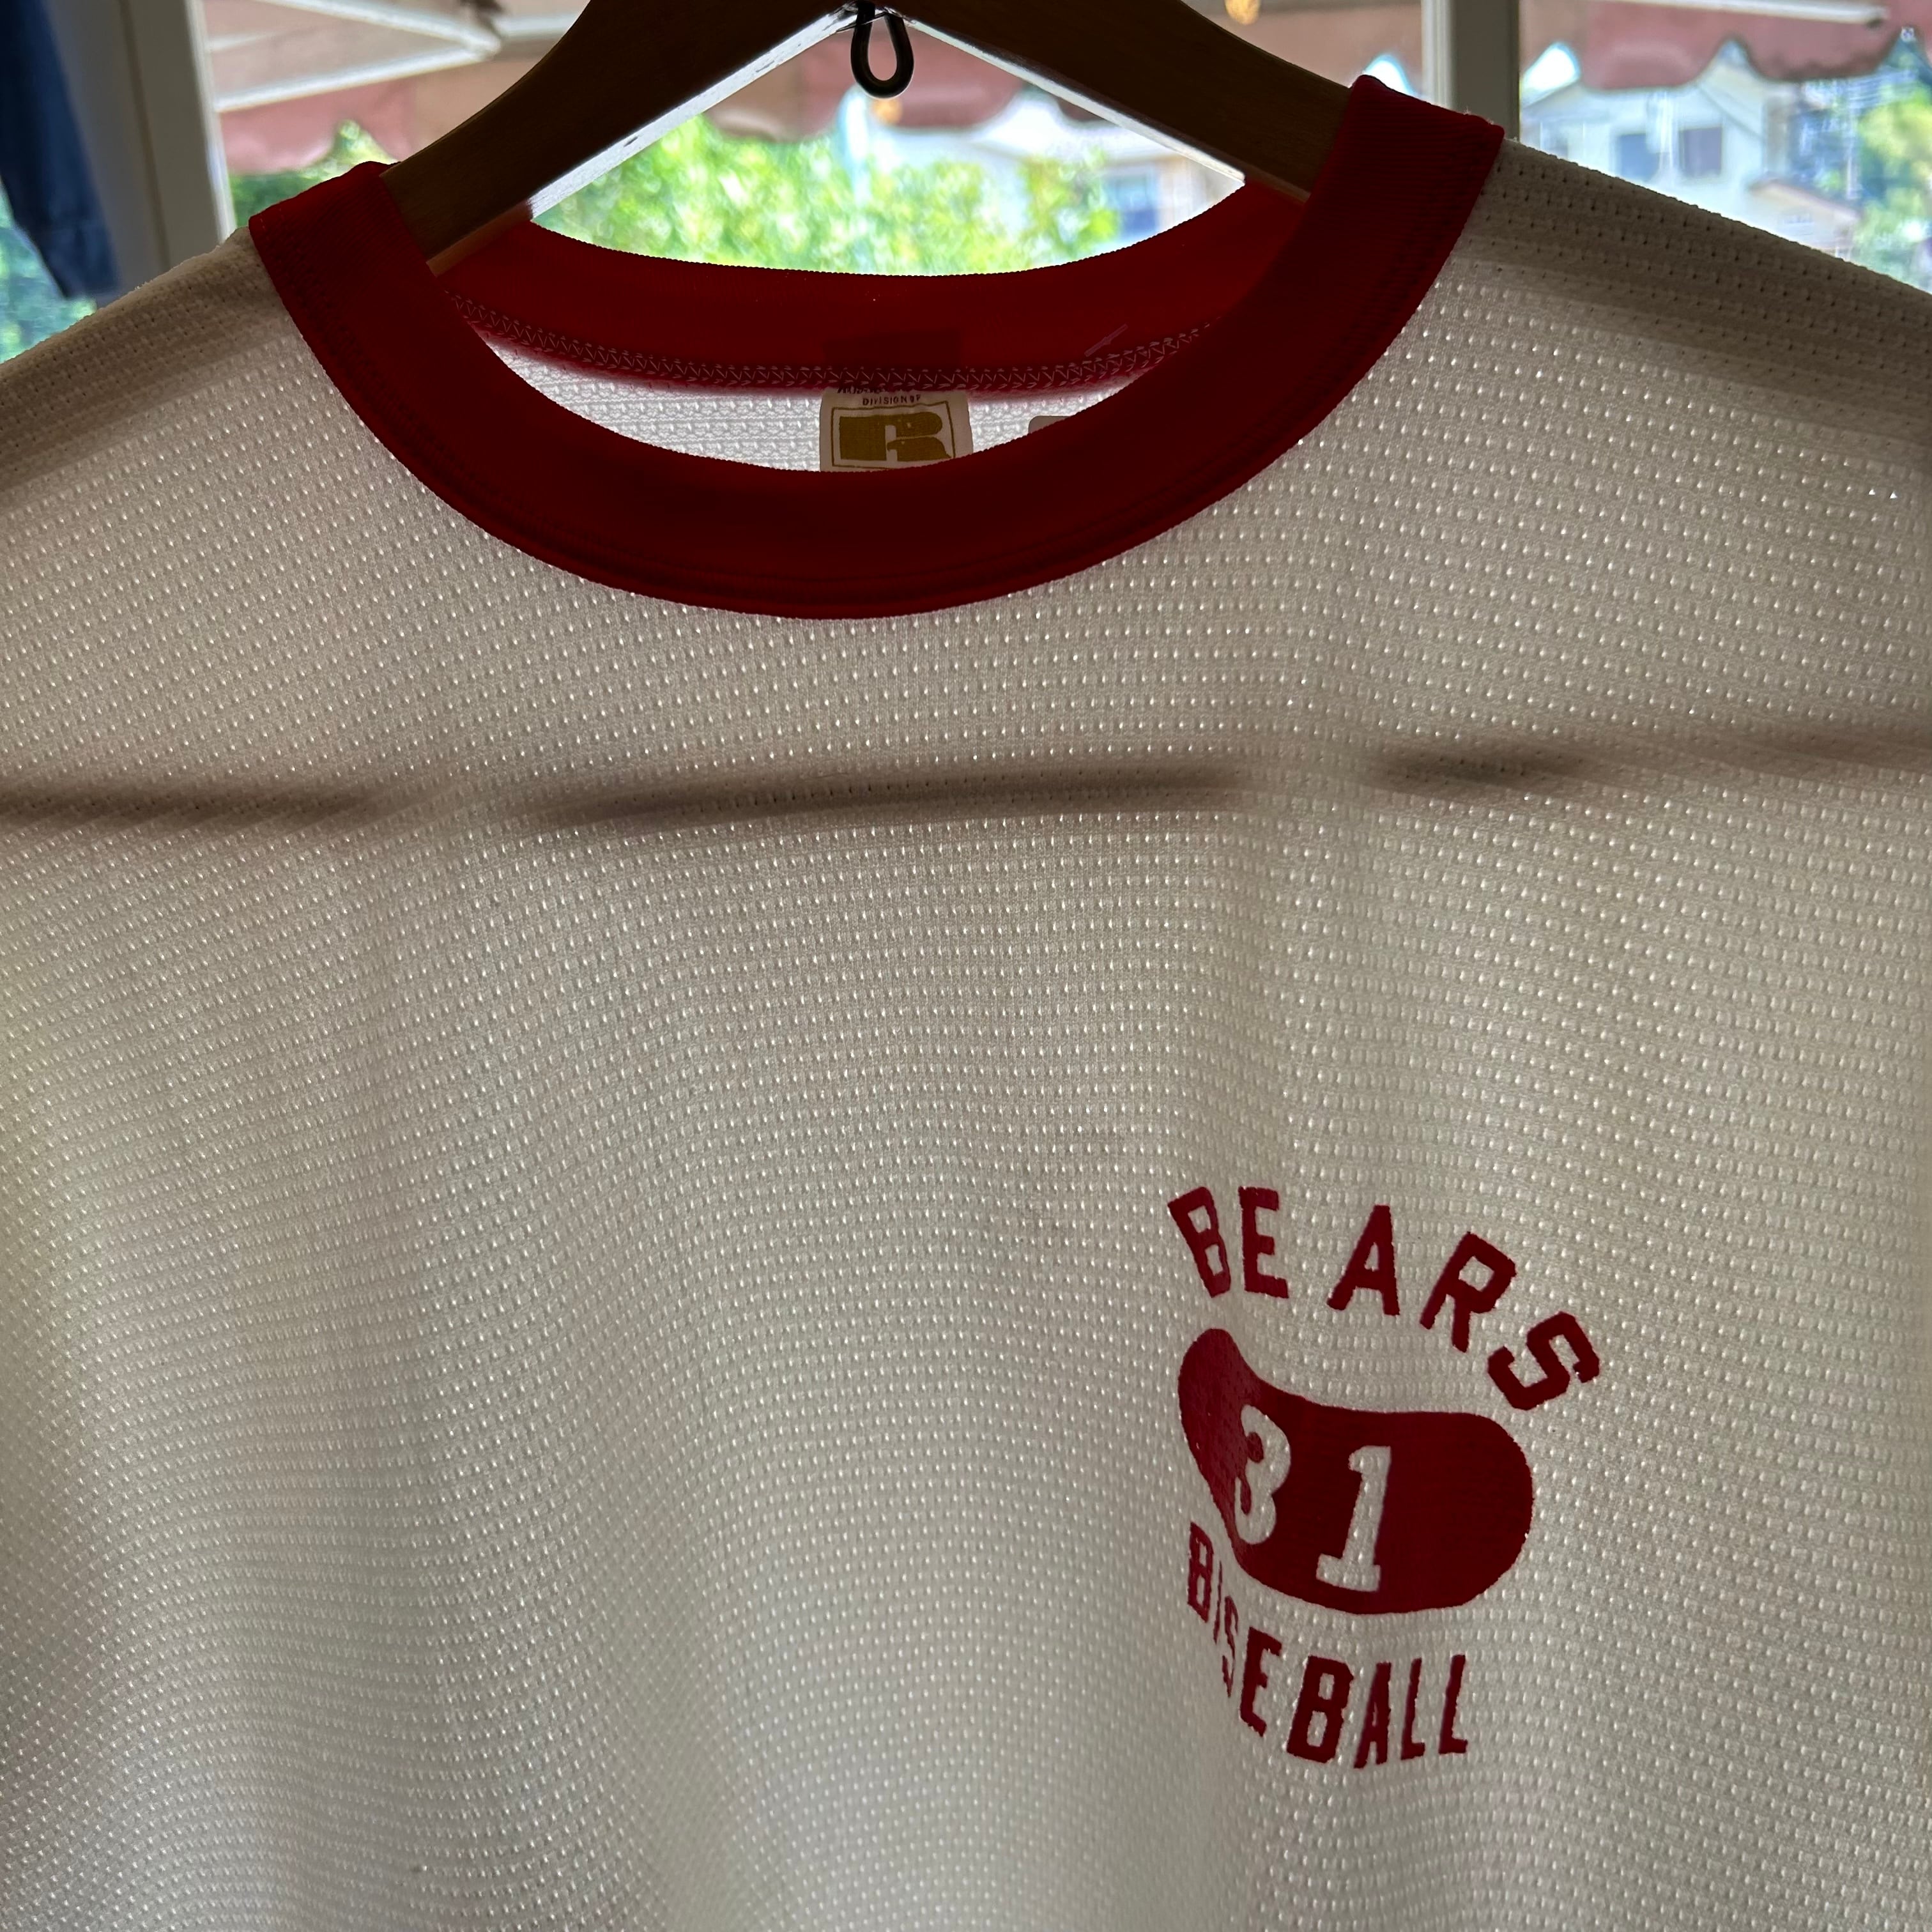 DIVISION OF
R
BEARS
31
BASEBALL